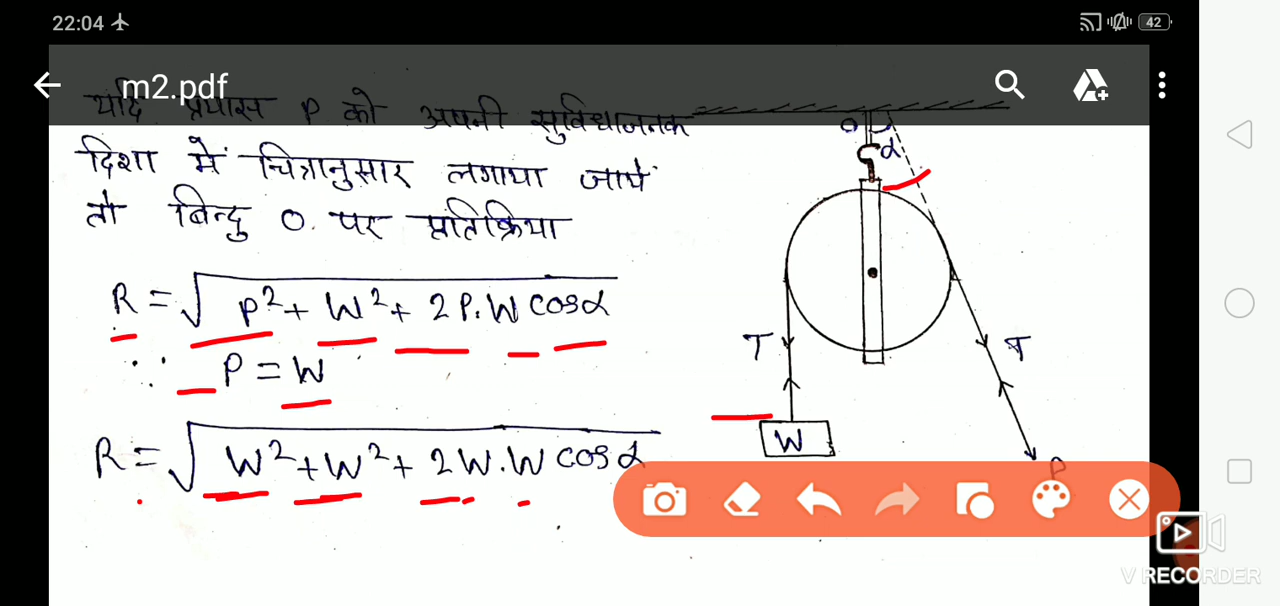 22:04
42
m2.pdf
यदि प्रयास P को अपनी सुविधाजनक
दिशा में चित्रानुसार लगाया जाये
तो बिन्दु O. पर प्रतिक्रिया
R = √P² + W² + 2P.W cosα
∵ P = W
R = √W² + W² + 2W.W cosα
O
α
T
T
W
P
V RECORDER